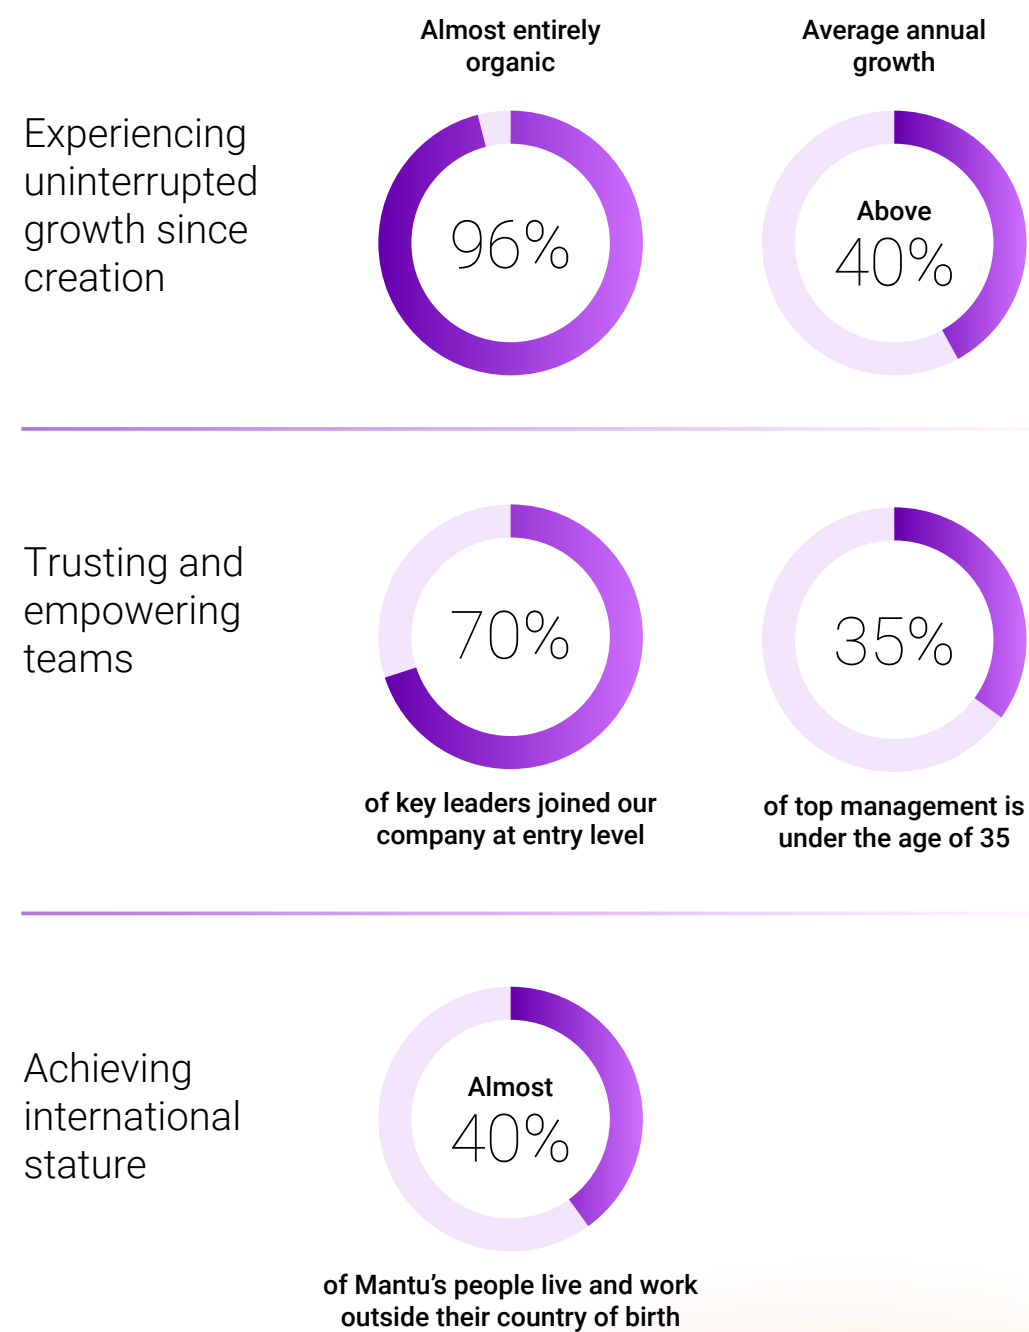 Experiencing
uninterrupted
growth since
creation
Almost entirely
organic
96%
Average annual
growth
Above
40%
Trusting and
empowering
teams
70%
of key leaders joined our
company at entry level
35%
of top management is
under the age of 35
Achieving
international
stature
Almost
40%
of Mantu’s people live and work
outside their country of birth